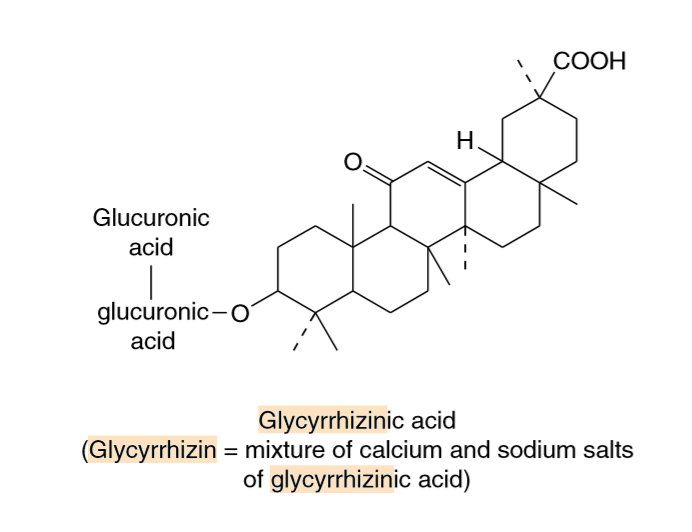 COOH
H
O
Glucuronic
acid
glucuronic–O
acid
Glycyrrhizinic acid
(Glycyrrhizin = mixture of calcium and sodium salts
of glycyrrhizinic acid)